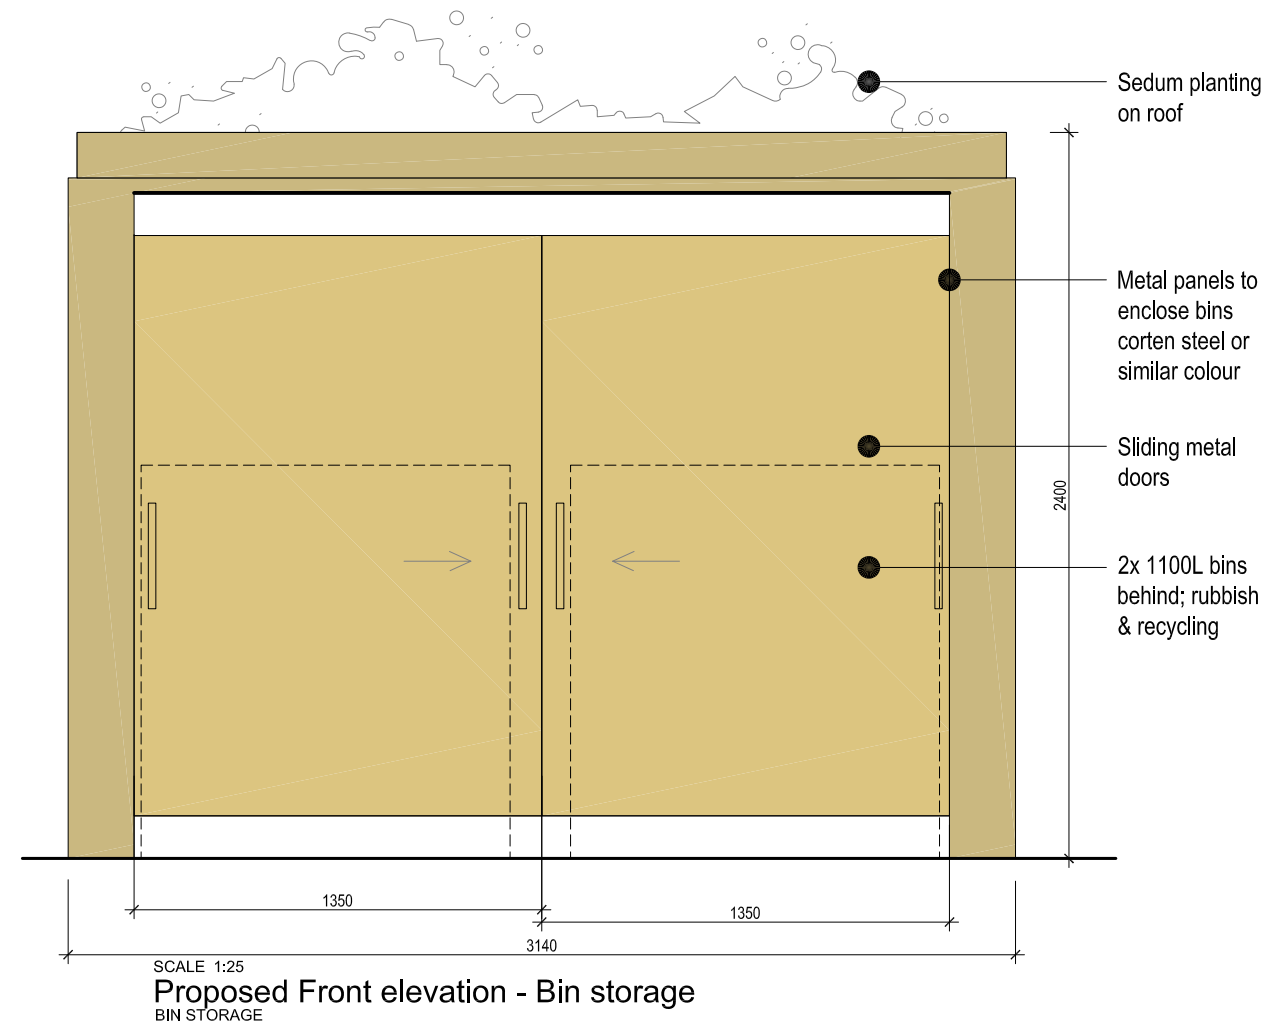 Sedum planting
on roof
Metal panels to
enclose bins
corten steel or
similar colour
Sliding metal
doors
2400
2x 1100L bins
behind; rubbish
& recycling
1350
1350
3140
SCALE 1:25
Proposed Front elevation - Bin storage
BIN STORAGE